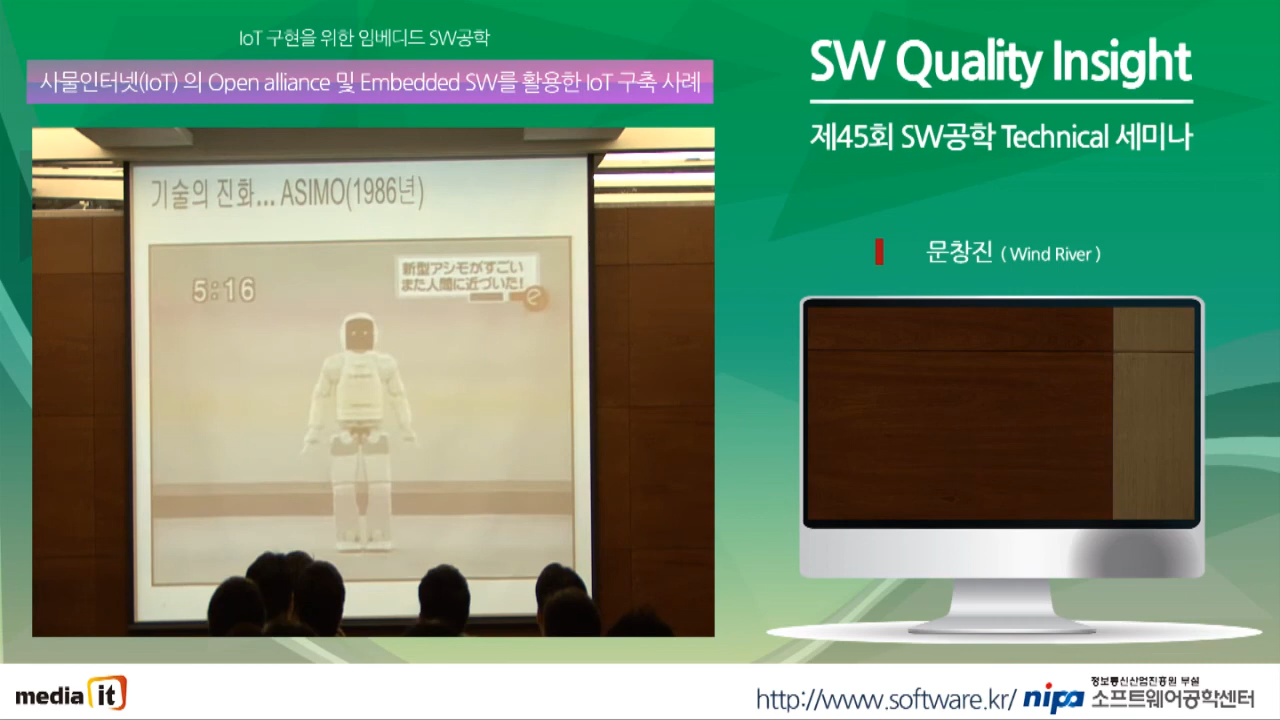 IoT 구현을 위한 임베디드 SW공학
사물인터넷(IoT) 의 Open alliance 및 Embedded SW를 활용한 IoT 구축 사례
SW Quality Insight
제45회 SW공학 Technical 세미나
기술의 진화... ASIMO(1986년)
5:16
新型アシモがすごい
また人間に近づいた!
e
문창진 ( Wind River )
media it
http://www.software.kr/
nipa
정보통신산업진흥원 부설
소프트웨어공학센터